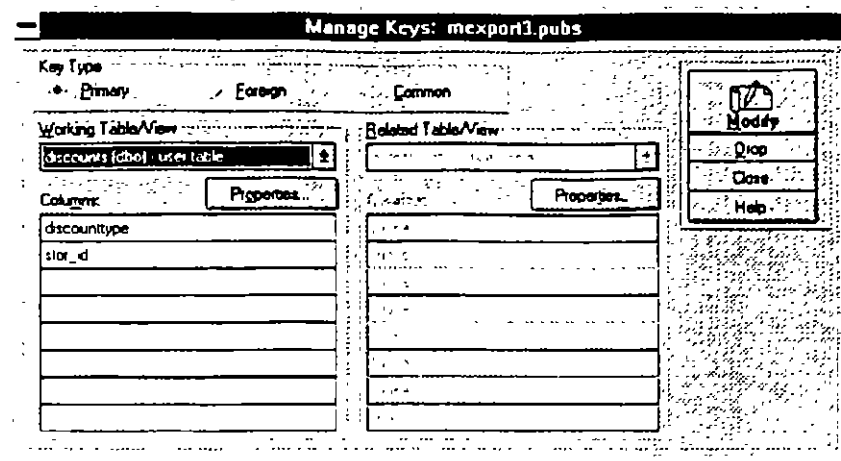 Manage Keys: mexport3.pubs
Key Type
Primary
Foreign
Common
Working Table/View
discounts (dbo) - user table
Columns:
Properties...
discounttype
stor_id
Related Table/View
Properties...
Modify
Drop
Close
Help